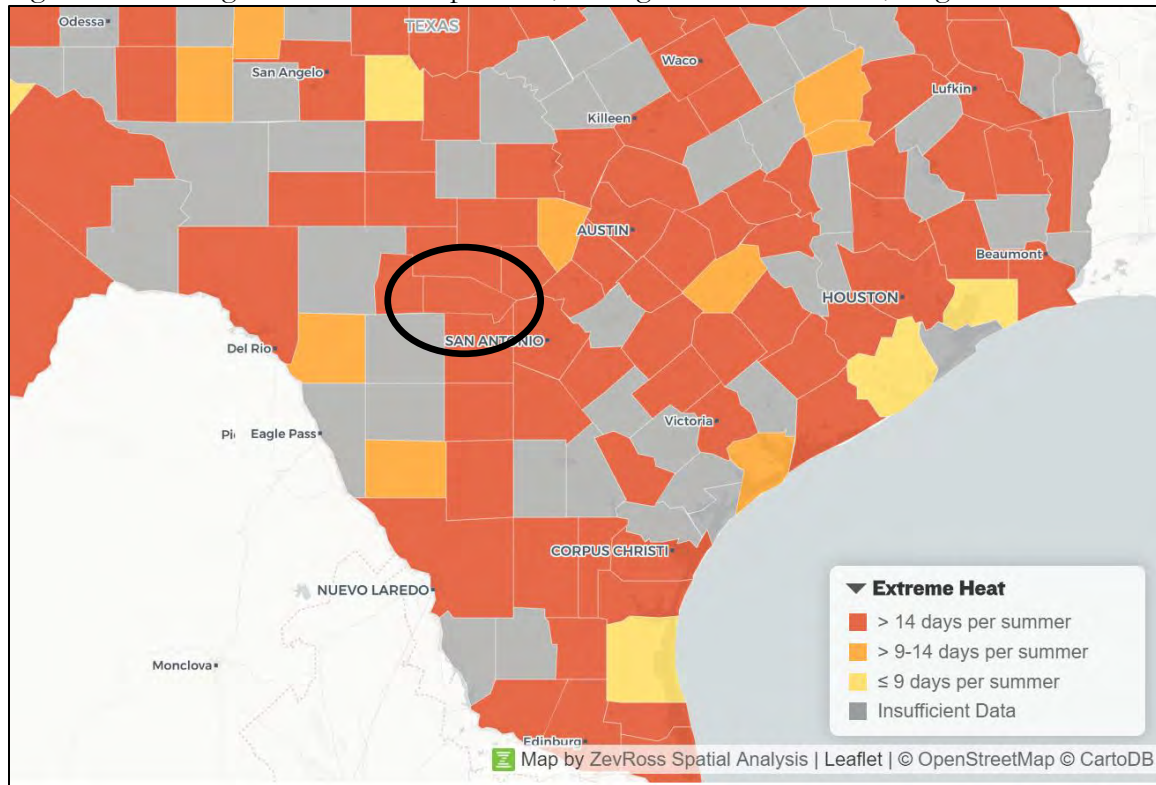 Odessa
TEXAS
San Angelo
Waco
Lufkin
Killeen
AUSTIN
Beaumont
HOUSTON
SAN ANTONIO
Del Rio
Victoria
Eagle Pass
CORPUS CHRISTI
NUEVO LAREDO
Monclova
Edinburg
Extreme Heat
> 14 days per summer
> 9-14 days per summer
≤ 9 days per summer
Insufficient Data
Map by ZevRoss Spatial Analysis | Leaflet | © OpenStreetMap © CartoDB